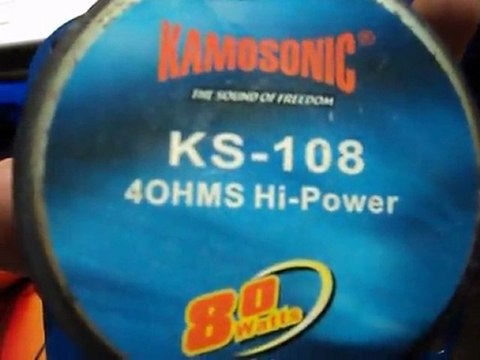 KAMOSONIC®
THE SOUND OF FREEDOM
KS-108
4OHMS Hi-Power
80
Watts